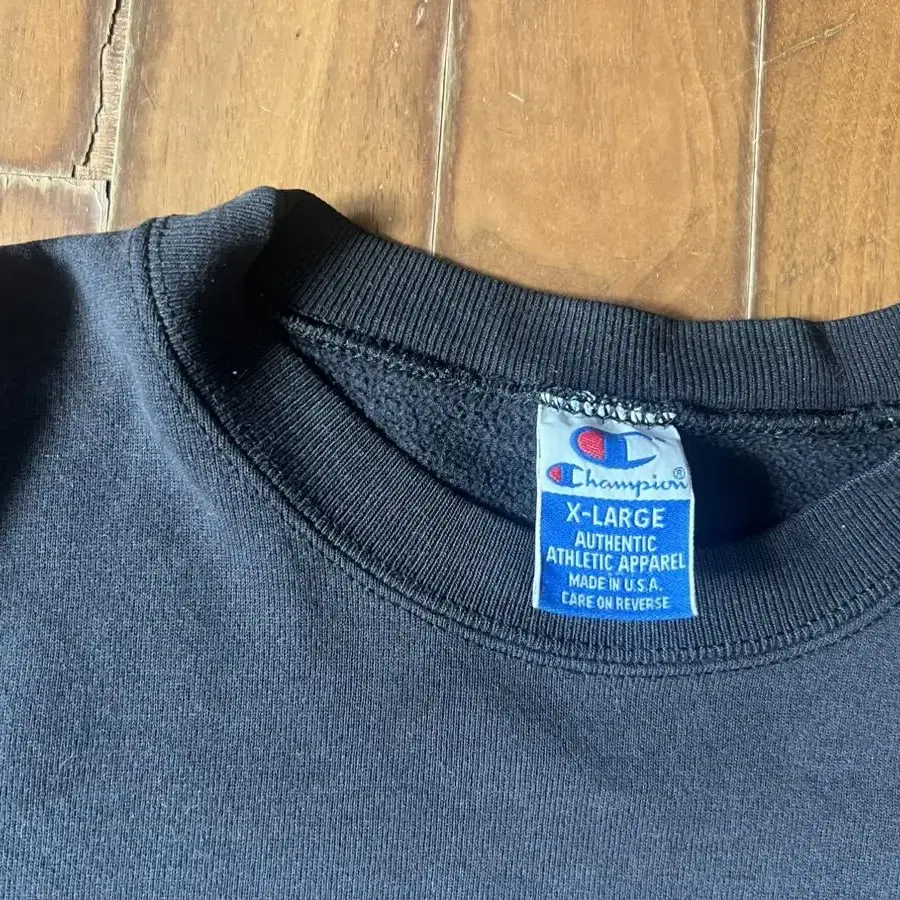 Champion®
X-LARGE
AUTHENTIC
ATHLETIC APPAREL
MADE IN U.S.A.
CARE ON REVERSE